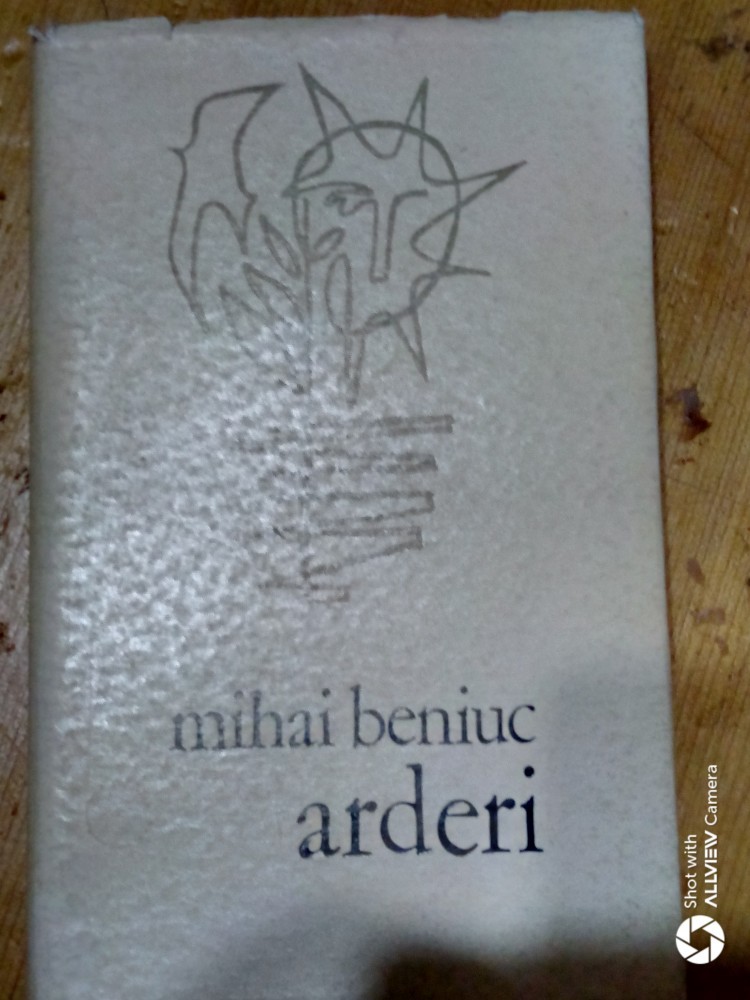 mihai beniuc
arderi
Shot with
ALLVIEW Camera